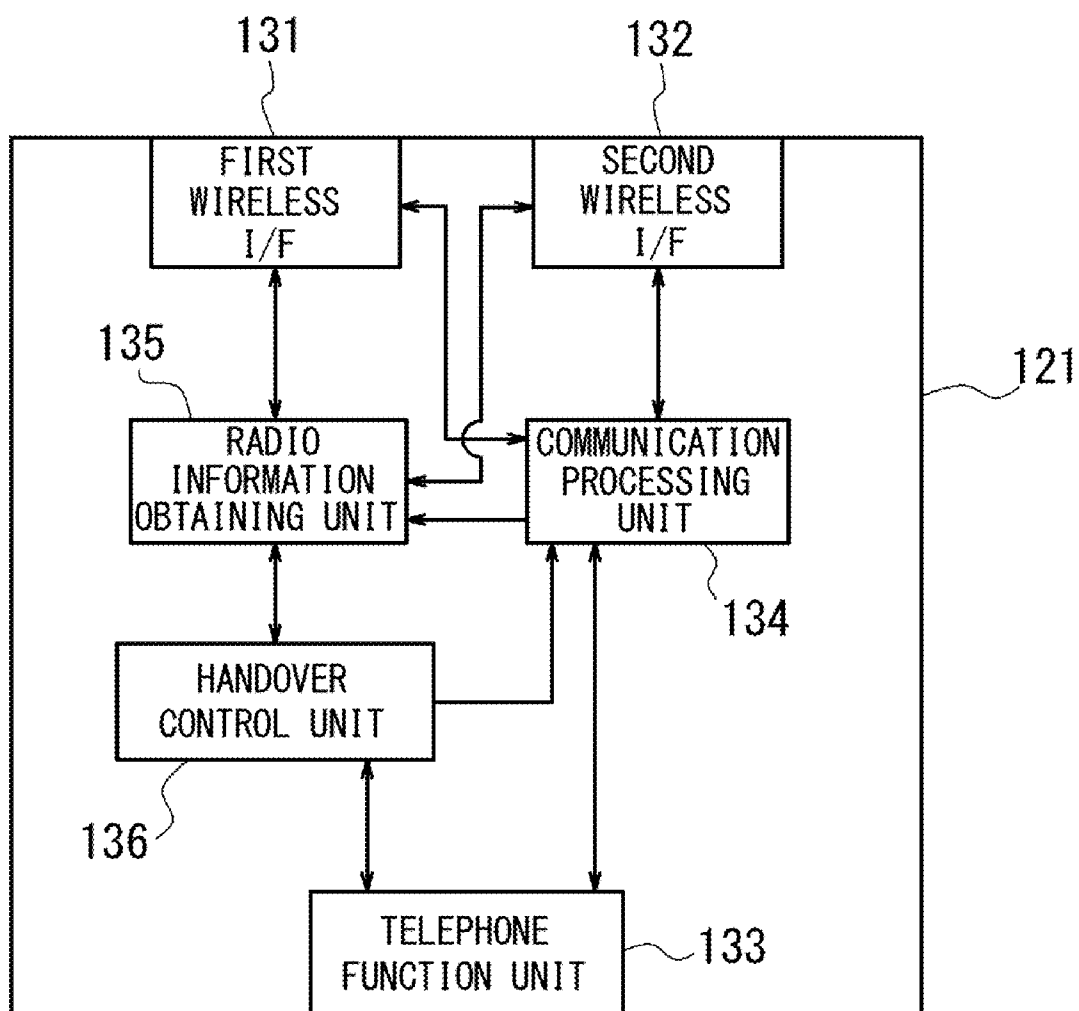 131
132
FIRST
WIRELESS
I/F
SECOND
WIRELESS
I/F
135
121
RADIO
INFORMATION
OBTAINING UNIT
COMMUNICATION
PROCESSING
UNIT
134
HANDOVER
CONTROL UNIT
136
TELEPHONE
FUNCTION UNIT
133